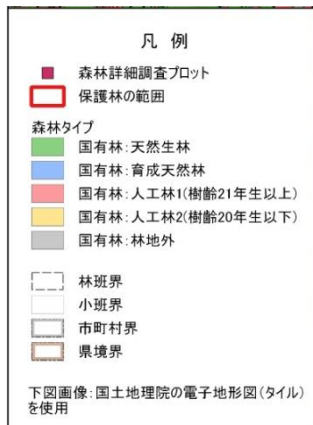 凡 例
森林詳細調査プロット
保護林の範囲
森林タイプ
国有林:天然生林
国有林:育成天然林
国有林:人工林1(樹齢21年生以上)
国有林:人工林2(樹齢20年生以下)
国有林:林地外
林班界
小班界
市町村界
県境界
下図画像:国土地理院の電子地形図(タイル)
を使用